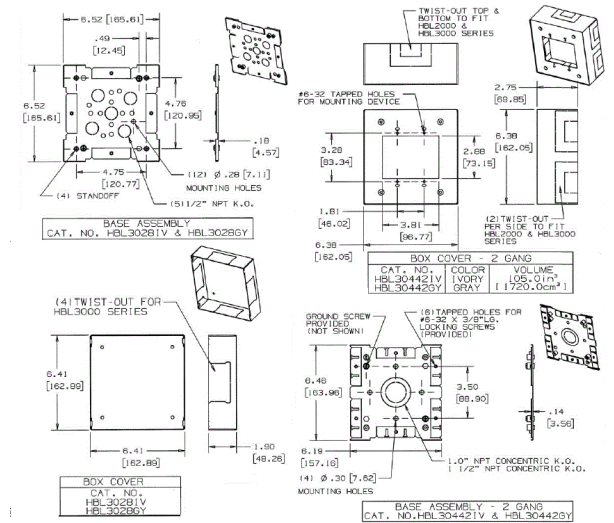 6.52 [165.61]
.49
[12.45]
6.52
[165.61]
4.76
[120.95]
.18
[4.57]
4.75
[120.77]
(12) Ø .28 [7.11]
MOUNTING HOLES
(4) STANDOFF
(5)1/2" NPT K.O.
BASE ASSEMBLY
CAT. NO. HBL3028IV & HBL3028GY
TWIST-OUT TOP &
BOTTOM TO FIT
HBL2000 &
HBL3000 SERIES
#6-32 TAPPED HOLES
FOR MOUNTING DEVICE
2.75
[69.85]
6.38
[162.05]
3.28
[83.34]
2.88
[73.15]
1.81
[46.02]
3.81
[96.77]
6.38
[162.05]
(2)TWIST-OUT
PER SIDE TO FIT
HBL2000 & HBL3000
SERIES
BOX COVER - 2 GANG
CAT. NO. COLOR VOLUME
HBL30442IV IVORY 105.0in³
HBL30442GY GRAY [1720.0cm³]
(4)TWIST-OUT FOR
HBL3000 SERIES
6.41
[162.89]
6.41
[162.89]
1.90
[48.26]
BOX COVER
CAT. NO.
HBL3028IV
HBL3028GY
GROUND SCREW
PROVIDED
(NOT SHOWN)
(6)TAPPED HOLES FOR
#6-32 X 3/8"LG.
LOCKING SCREWS
(PROVIDED)
6.46
[163.96]
3.50
[88.90]
.14
[3.56]
6.19
[157.16]
(4) Ø .30 [7.62]
MOUNTING HOLES
1.0" NPT CONCENTRIC K.O.
1 1/2" NPT CONCENTRIC K.O.
BASE ASSEMBLY - 2 GANG
CAT. NO.HBL30442IV & HBL30442GY